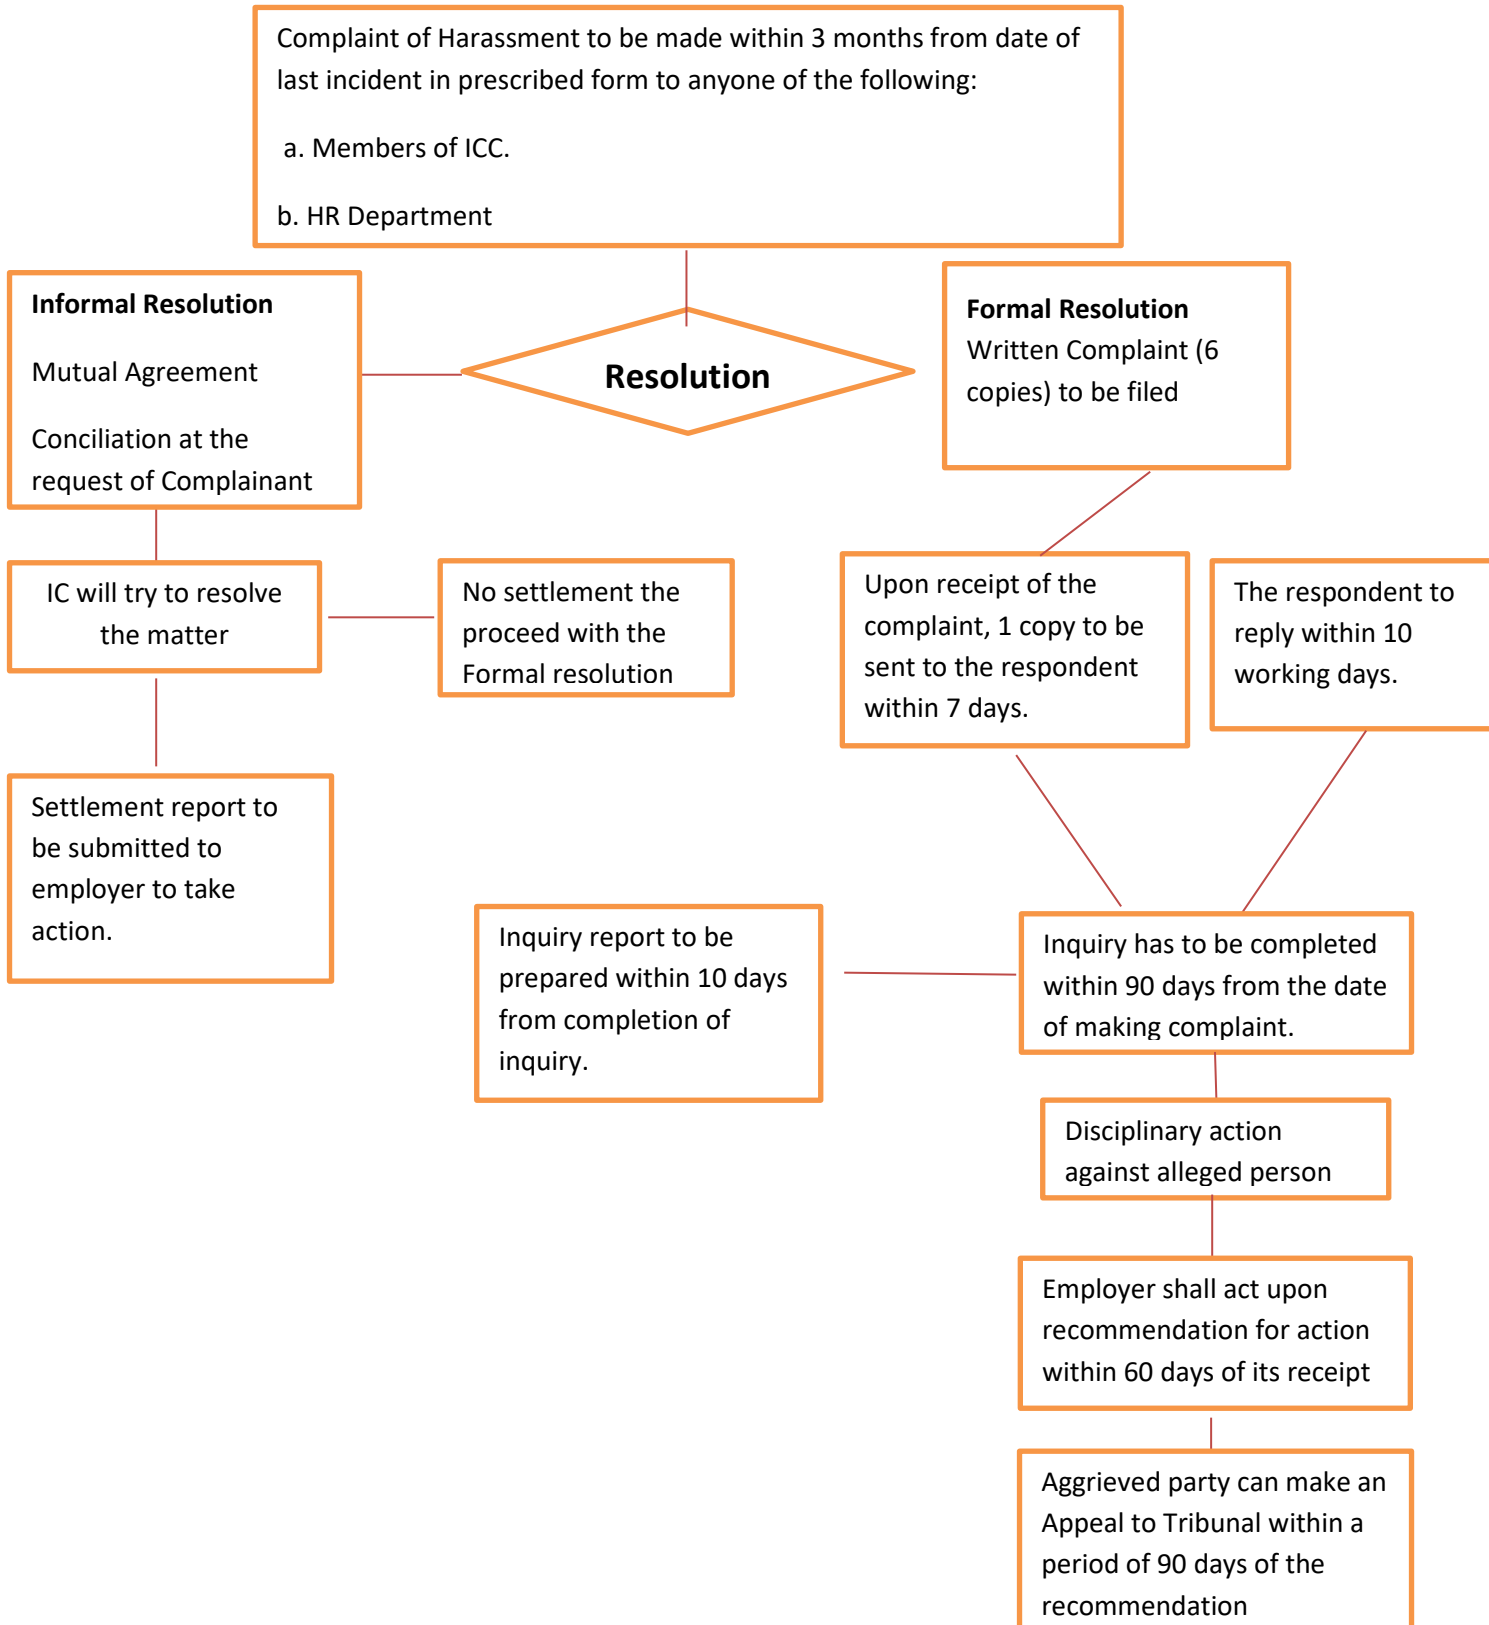 Complaint of Harassment to be made within 3 months from date of
last incident in prescribed form to anyone of the following:
a. Members of ICC.
b. HR Department
Informal Resolution
Mutual Agreement
Conciliation at the
request of Complainant
Resolution
Formal Resolution
Written Complaint (6
copies) to be filed
IC will try to resolve
the matter
No settlement the
proceed with the
Formal resolution
Upon receipt of the
complaint, 1 copy to be
sent to the respondent
within 7 days.
The respondent to
reply within 10
working days.
Settlement report to
be submitted to
employer to take
action.
Inquiry report to be
prepared within 10 days
from completion of
inquiry.
Inquiry has to be completed
within 90 days from the date
of making complaint.
Disciplinary action
against alleged person
Employer shall act upon
recommendation for action
within 60 days of its receipt
Aggrieved party can make an
Appeal to Tribunal within a
period of 90 days of the
recommendation